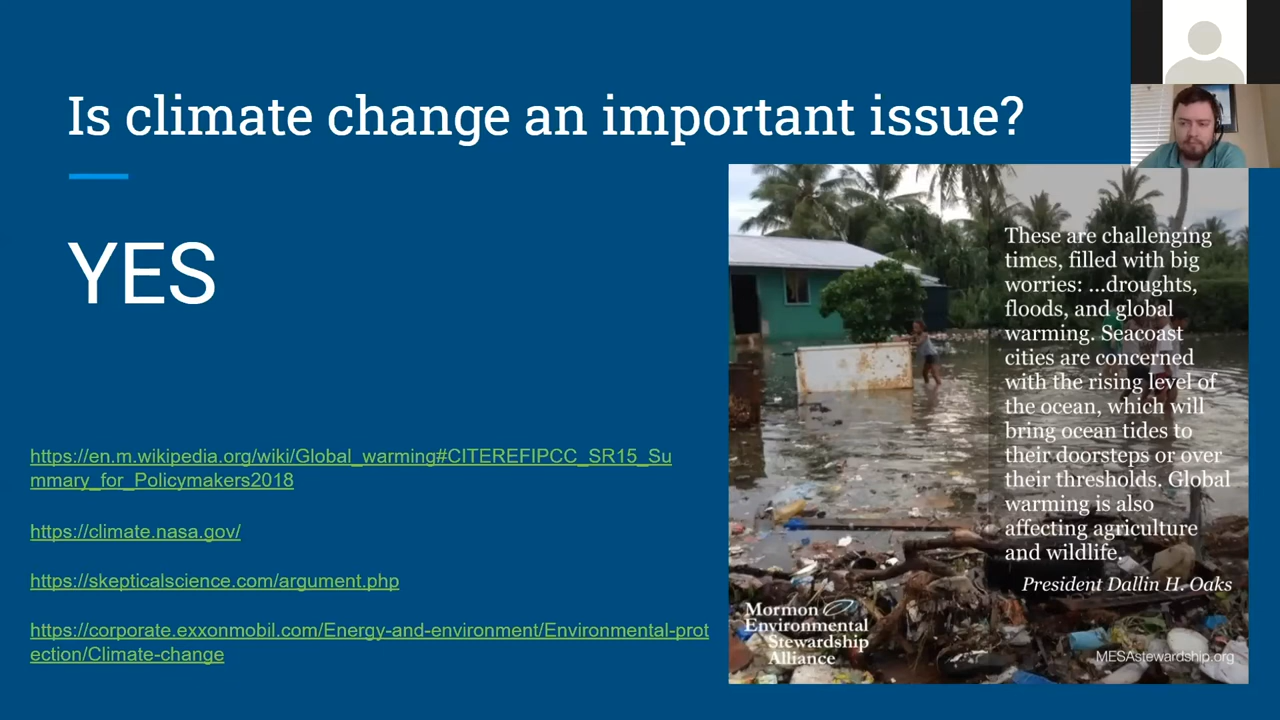 Is climate change an important issue?
YES
https://en.m.wikipedia.org/wiki/Global_warming#CITEREFIPCC_SR15_Su
mmary_for_Policymakers2018
https://climate.nasa.gov/
https://skepticalscience.com/argument.php
https://corporate.exxonmobil.com/Energy-and-environment/Environmental-prot
ection/Climate-change
These are challenging
times, filled with big
worries: ...droughts,
floods, and global
warming. Seacoast
cities are concerned
with the rising level of
the ocean, which will
bring ocean tides to
their doorsteps or over
their thresholds. Global
warming is also
affecting agriculture
and wildlife.
President Dallin H. Oaks
Mormon
Environmental
Stewardship
Alliance
MESAstewardship.org